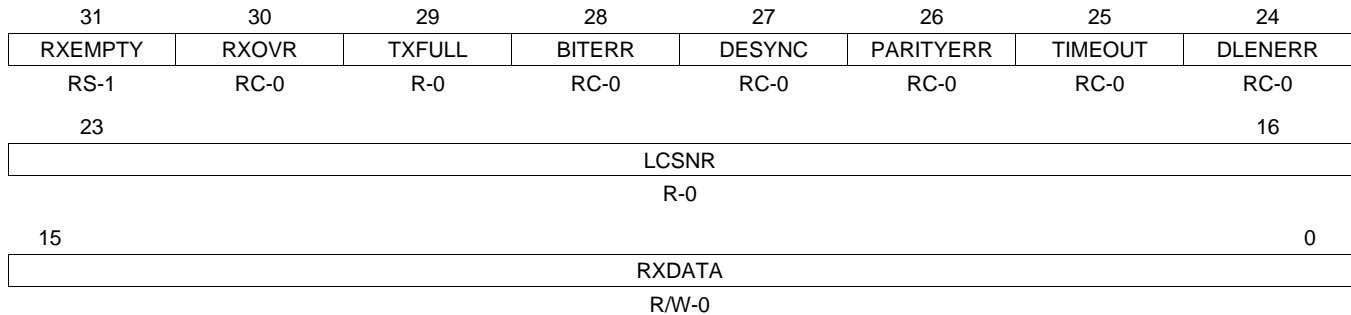 31 30 29 28 27 26 25 24
RXEMPTY RXOVR TXFULL BITERR DESYNC PARITYERR TIMEOUT DLENERR
RS-1 RC-0 R-0 RC-0 RC-0 RC-0 RC-0 RC-0
23 16
LCSNR
R-0
15 0
RXDATA
R/W-0